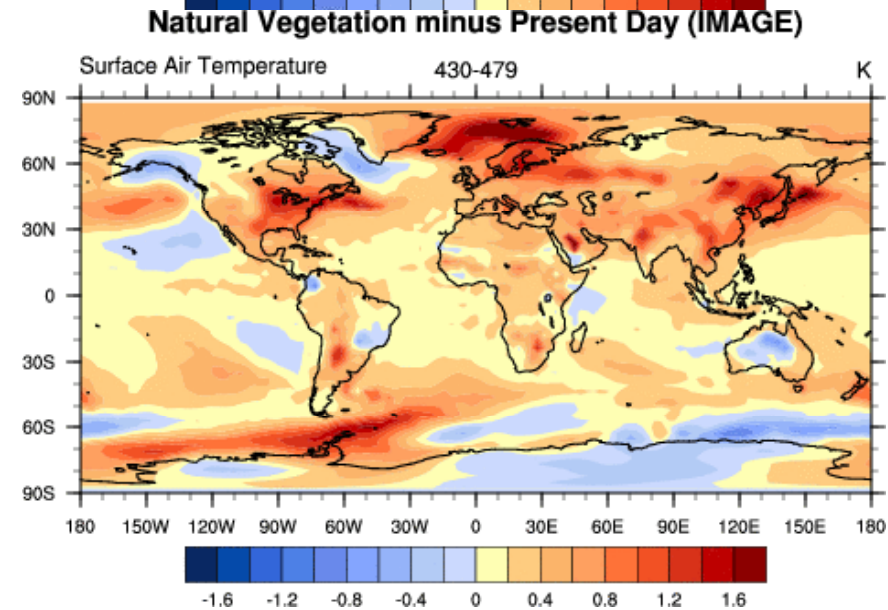 Natural Vegetation minus Present Day (IMAGE)
Surface Air Temperature 430-479 K
90N
60N
30N
0
30S
60S
90S
180 150W 120W 90W 60W 30W 0 30E 60E 90E 120E 150E 180
-1.6 -1.2 -0.8 -0.4 0 0.4 0.8 1.2 1.6